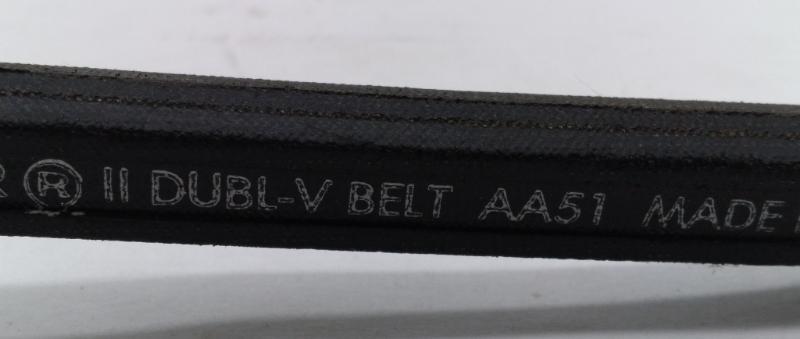 R® II DUBL-V BELT AA51 MADE